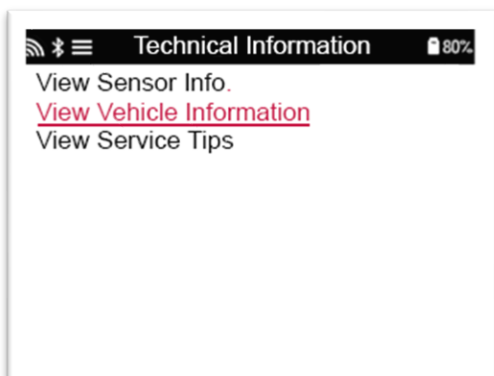 Technical Information 80%
View Sensor Info.
View Vehicle Information
View Service Tips